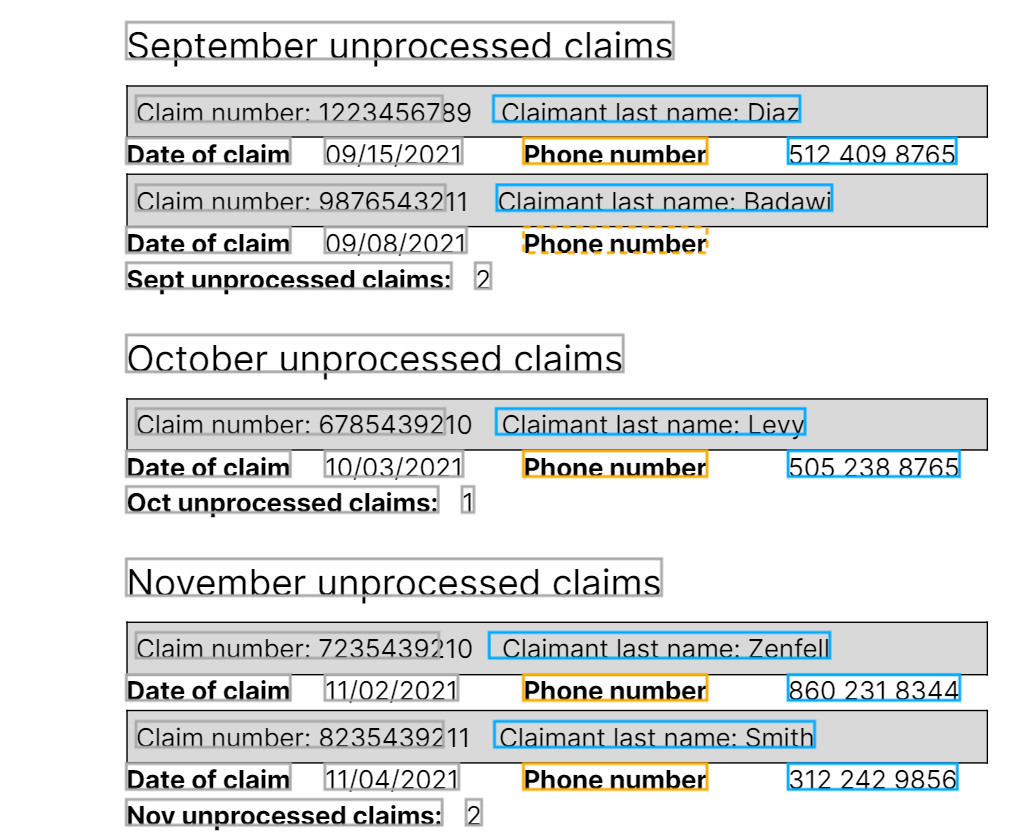 September unprocessed claims
Claim number: 1223456789 Claimant last name: Diaz
Date of claim 09/15/2021 Phone number 512 409 8765
Claim number: 9876543211 Claimant last name: Badawi
Date of claim 09/08/2021 Phone number
Sept unprocessed claims: 2
October unprocessed claims
Claim number: 6785439210 Claimant last name: Levy
Date of claim 10/03/2021 Phone number 505 238 8765
Oct unprocessed claims: 1
November unprocessed claims
Claim number: 7235439210 Claimant last name: Zenfell
Date of claim 11/02/2021 Phone number 860 231 8344
Claim number: 8235439211 Claimant last name: Smith
Date of claim 11/04/2021 Phone number 312 242 9856
Nov unprocessed claims: 2